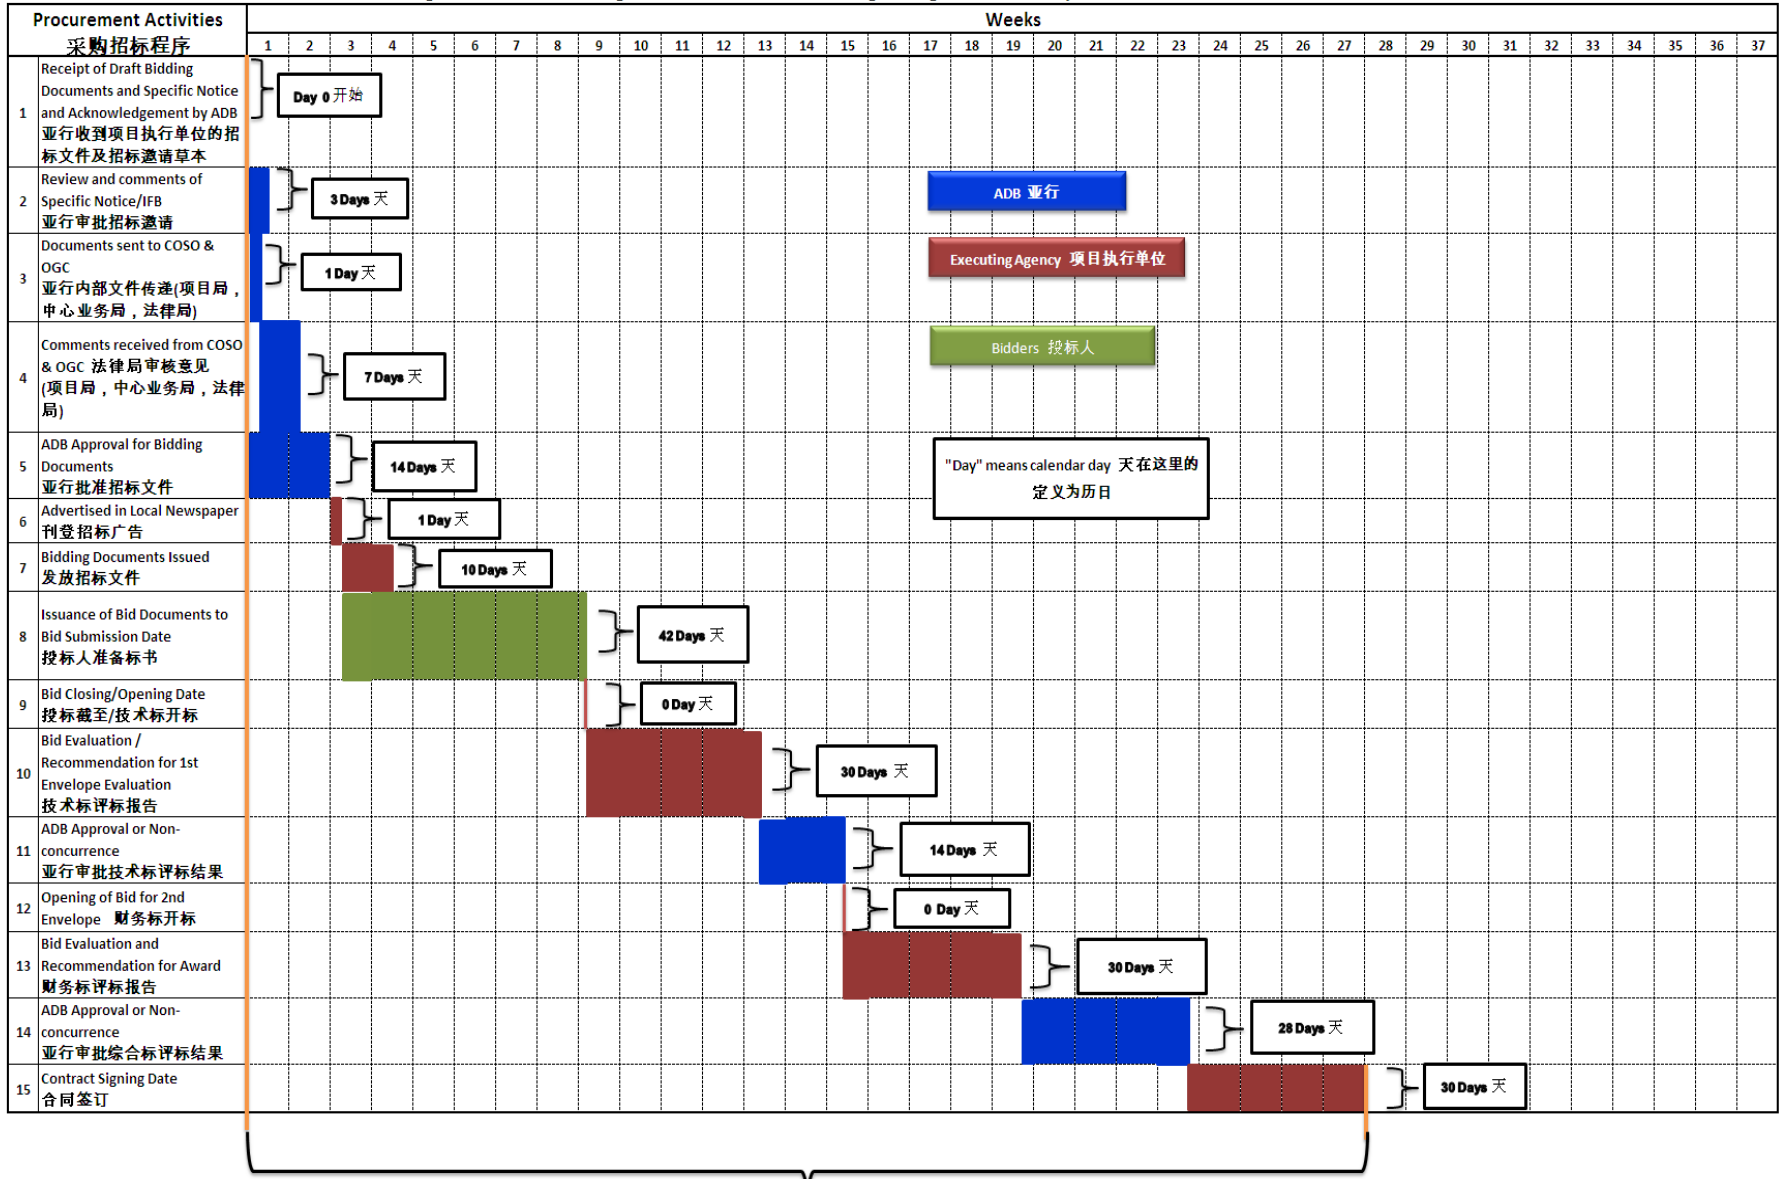 Procurement Activities
采购招标程序
Weeks
1 2 3 4 5 6 7 8 9 10 11 12 13 14 15 16 17 18 19 20 21 22 23 24 25 26 27 28 29 30 31 32 33 34 35 36 37
1
Receipt of Draft Bidding
Documents and Specific Notice
and Acknowledgement by ADB
亚行收到项目执行单位的招
标文件及招标邀请草本
Day 0 开始
2
Review and comments of
Specific Notice/IFB
亚行审批招标邀请
3 Days 天
ADB 亚行
3
Documents sent to COSO &
OGC
亚行内部文件传递(项目局，
中心业务局，法律局)
1 Day 天
Executing Agency 项目执行单位
4
Comments received from COSO
& OGC 法律局审核意见
(项目局，中心业务局，法律
局)
7 Days 天
Bidders 投标人
5
ADB Approval for Bidding
Documents
亚行批准招标文件
14 Days 天
"Day" means calendar day 天在这里的
定义为历日
6
Advertised in Local Newspaper
刊登招标广告
1 Day 天
7
Bidding Documents Issued
发放招标文件
10 Days 天
8
Issuance of Bid Documents to
Bid Submission Date
投标人准备标书
42 Days 天
9
Bid Closing/Opening Date
投标截至/技术标开标
0 Day 天
10
Bid Evaluation /
Recommendation for 1st
Envelope Evaluation
技术标评标报告
30 Days 天
11
ADB Approval or Non-
concurrence
亚行审批技术标评标结果
14 Days 天
12
Opening of Bid for 2nd
Envelope 财务标开标
0 Day 天
13
Bid Evaluation and
Recommendation for Award
财务标评标报告
30 Days 天
14
ADB Approval or Non-
concurrence
亚行审批综合标评标结果
28 Days 天
15
Contract Signing Date
合同签订
30 Days 天